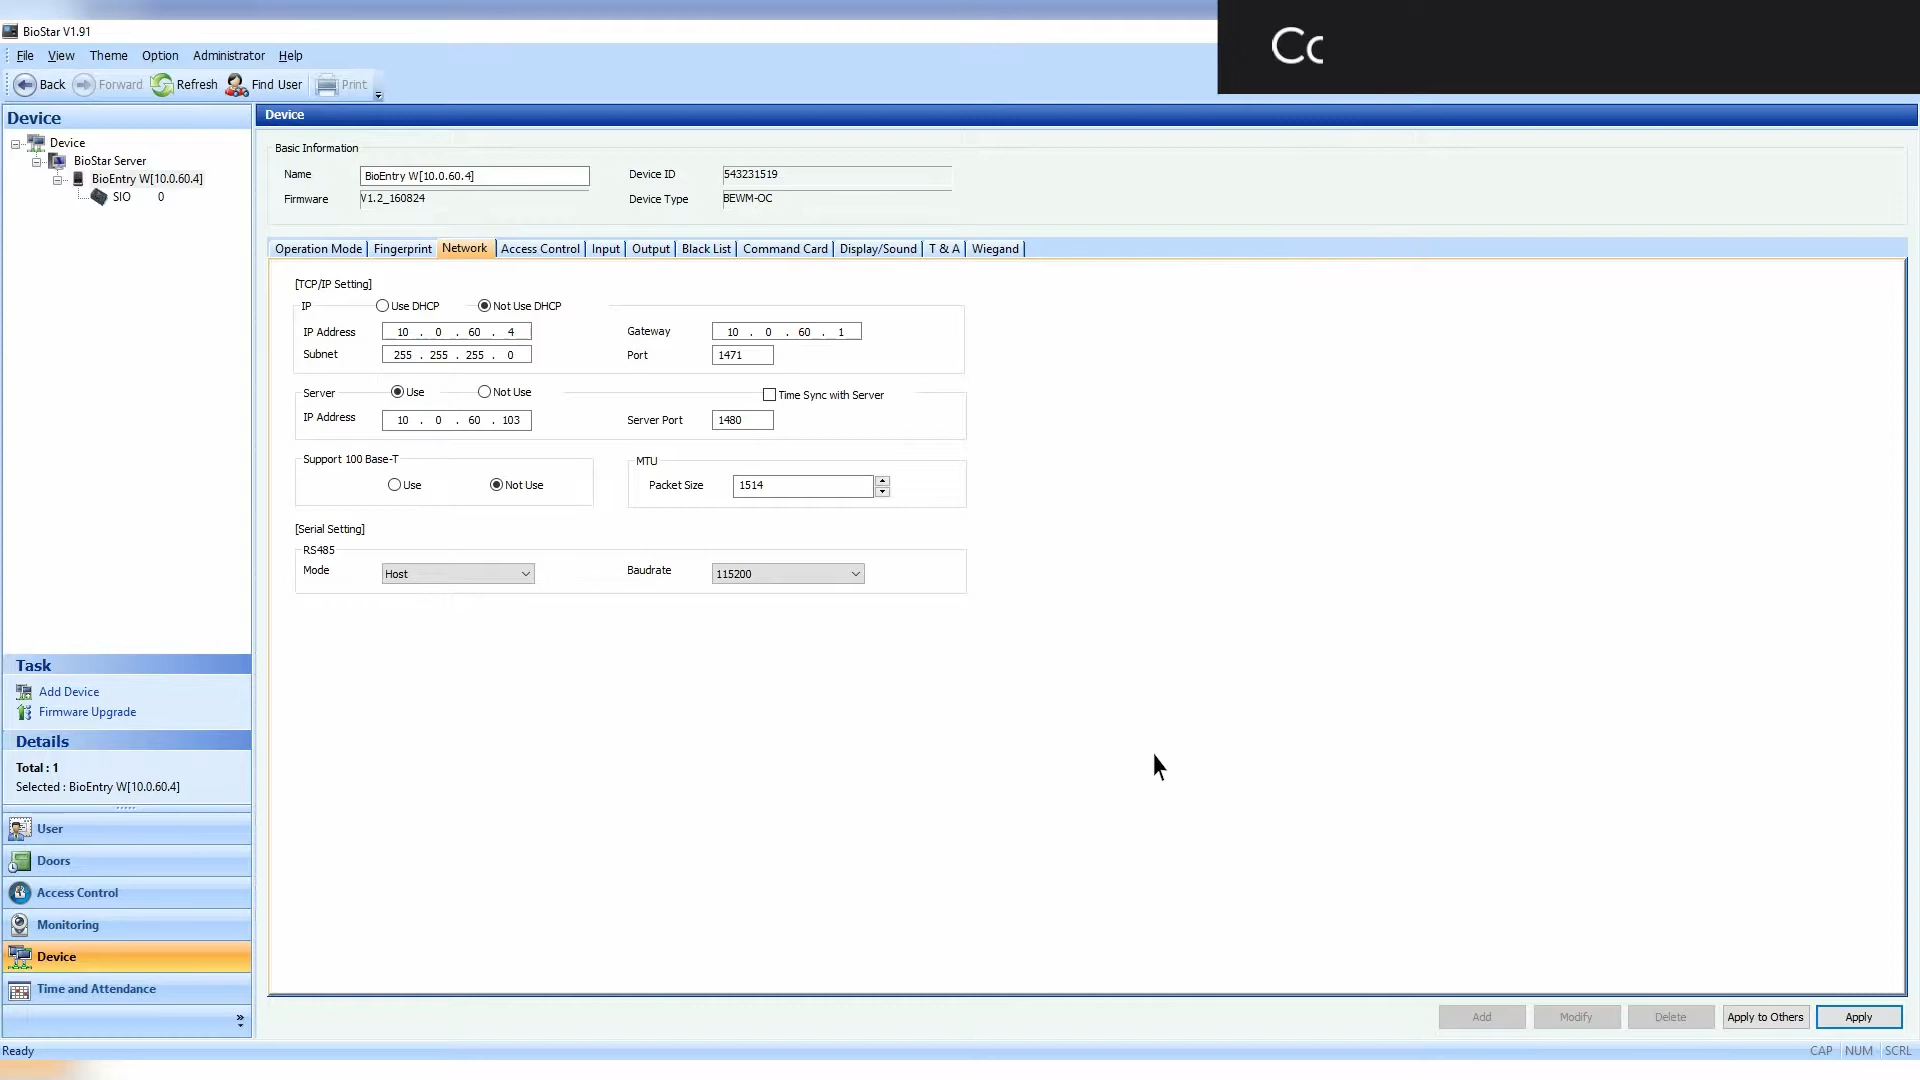 BioStar V1.91
Co
File View Theme Option Administrator Help
Back Forward Refresh Find User Print
Device
Device
BioStar Server
BioEntry W[10.0.60.4]
SIO 0
Device
Basic Information
Name BioEntry W[10.0.60.4] Device ID 543231519
Firmware V1.2_160824 Device Type BEWM-OC
Operation Mode Fingerprint Network Access Control Input Output Black List Command Card Display/Sound T & A Wiegand
[TCP/IP Setting]
IP Use DHCP Not Use DHCP
IP Address 10 . 0 . 60 . 4 Gateway 10 . 0 . 60 . 1
Subnet 255 . 255 . 255 . 0 Port 1471
Server Use Not Use Time Sync with Server
IP Address 10 . 0 . 60 . 103 Server Port 1480
Support 100 Base-T MTU
Use Not Use Packet Size 1514
[Serial Setting]
RS485
Mode Host Baudrate 115200
Task
Add Device
Firmware Upgrade
Details
Total : 1
Selected : BioEntry W[10.0.60.4]
User
Doors
Access Control
Monitoring
Device
Time and Attendance
Add Modify Delete Apply to Others Apply
Ready CAP NUM SCRL